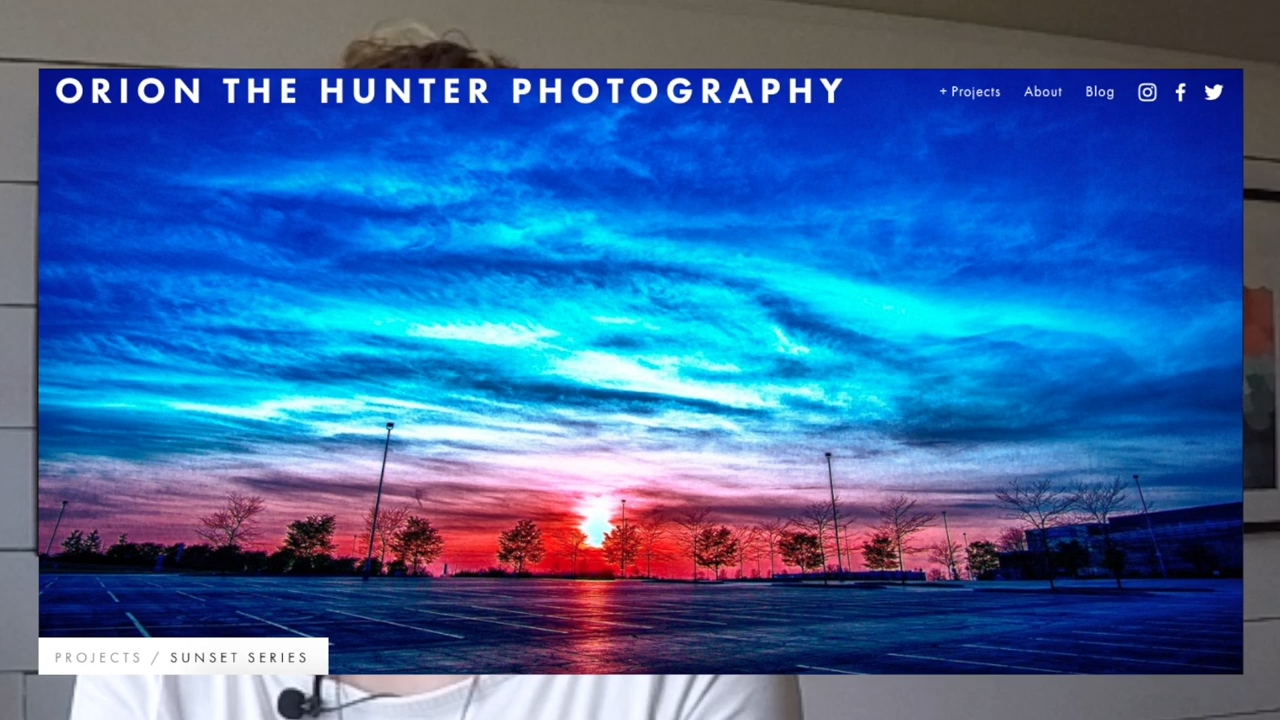 ORION THE HUNTER PHOTOGRAPHY
+ Projects About Blog
PROJECTS / SUNSET SERIES